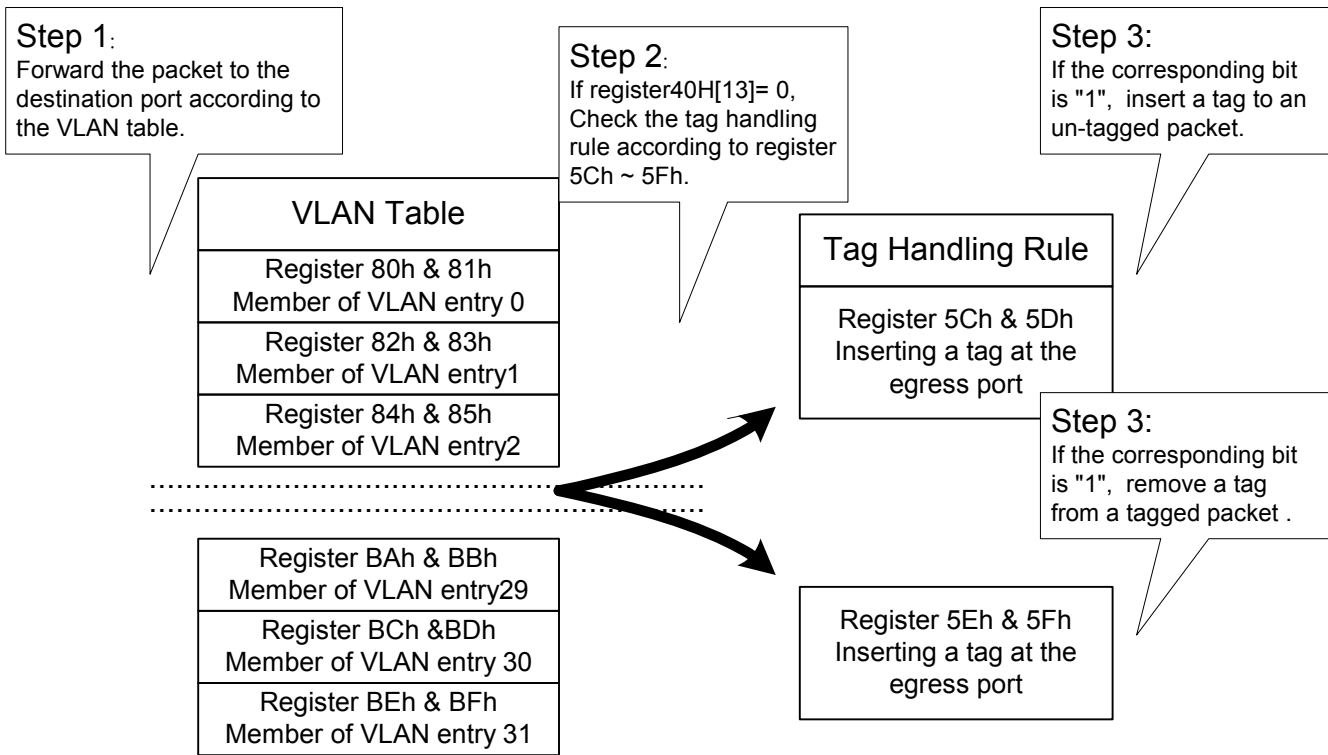 Step 1:
Forward the packet to the
destination port according to
the VLAN table.
Step 2:
If register40H[13]= 0,
Check the tag handling
rule according to register
5Ch ~ 5Fh.
Step 3:
If the corresponding bit
is "1", insert a tag to an
un-tagged packet.
VLAN Table
Register 80h & 81h
Member of VLAN entry 0
Register 82h & 83h
Member of VLAN entry1
Register 84h & 85h
Member of VLAN entry2
Register BAh & BBh
Member of VLAN entry29
Register BCh &BDh
Member of VLAN entry 30
Register BEh & BFh
Member of VLAN entry 31
Tag Handling Rule
Register 5Ch & 5Dh
Inserting a tag at the
egress port
Step 3:
If the corresponding bit
is "1", remove a tag
from a tagged packet .
Register 5Eh & 5Fh
Inserting a tag at the
egress port